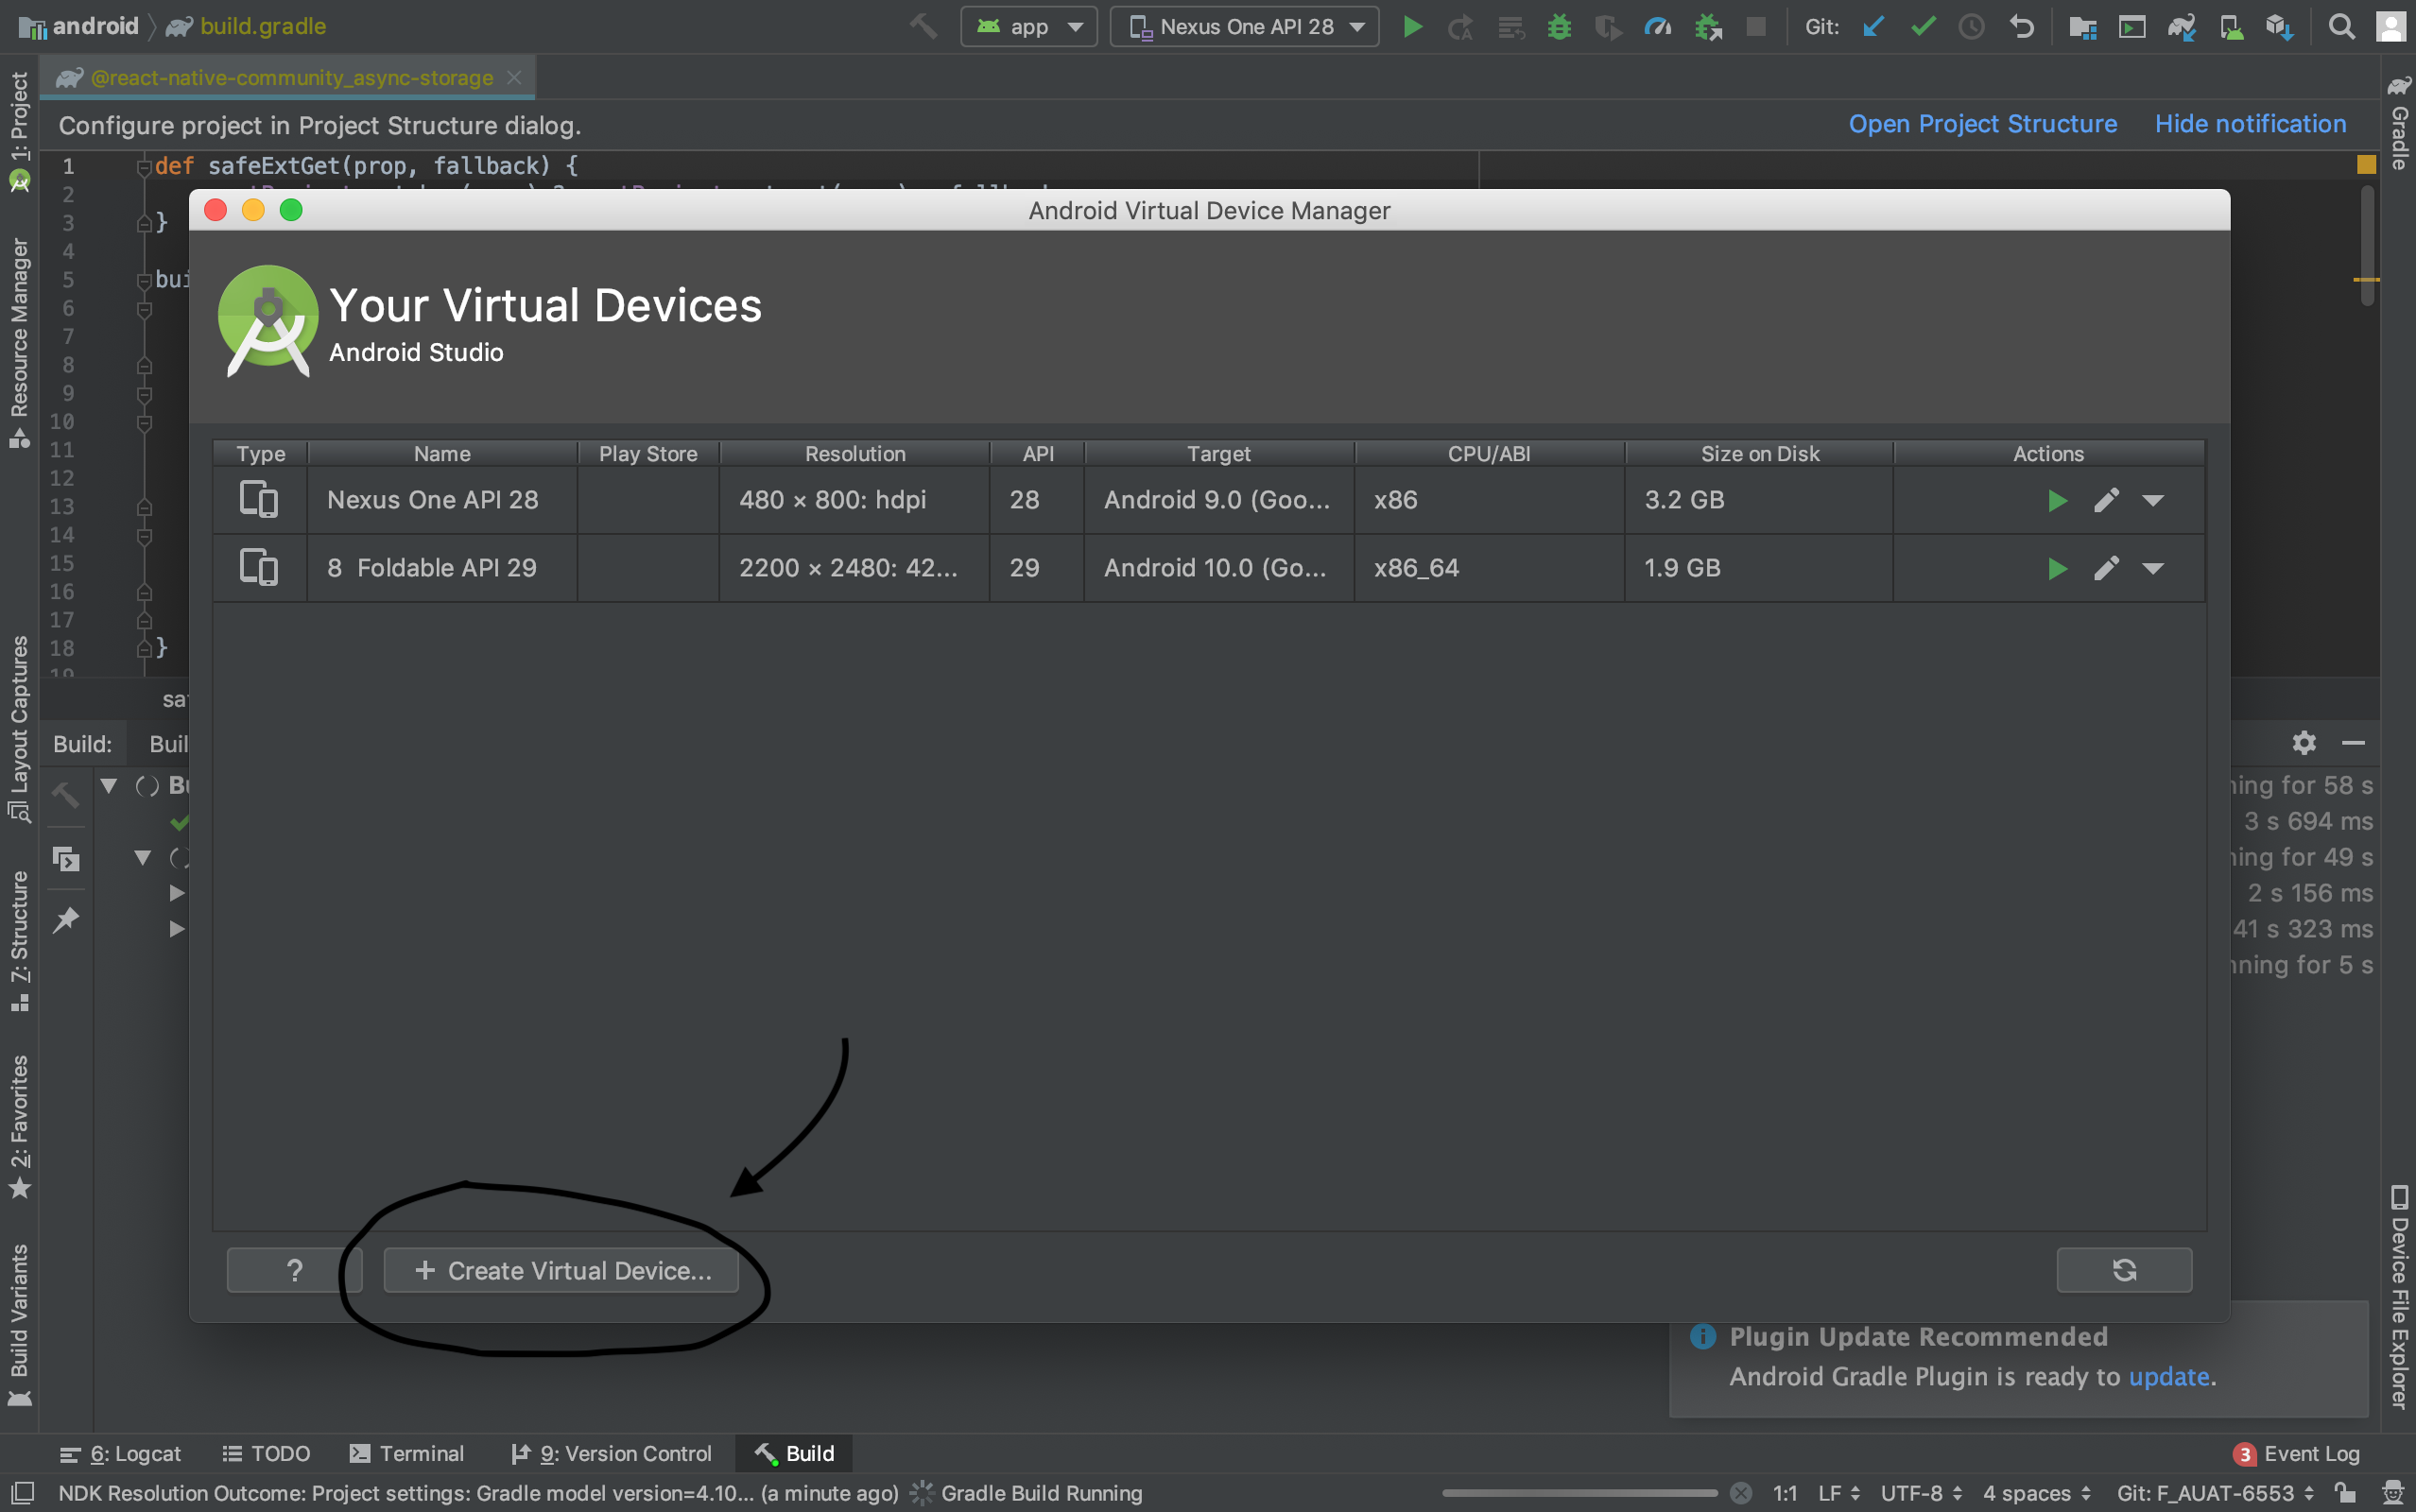 android
build.gradle
app
Nexus One API 28
Git:
@react-native-community_async-storage
Configure project in Project Structure dialog.
Open Project Structure
Hide notification
1: Project
Resource Manager
Layout Captures
7: Structure
2: Favorites
Build Variants
Gradle
Device File Explorer
1 def safeExtGet(prop, fallback) {
2
3 }
4
5 bui
6
7
8
9
10
11
12
13
14
15
16
17
18 }
19
Android Virtual Device Manager
Your Virtual Devices
Android Studio
Type Name Play Store Resolution API Target CPU/ABI Size on Disk Actions
Nexus One API 28 480 × 800: hdpi 28 Android 9.0 (Goo... x86 3.2 GB
8 Foldable API 29 2200 × 2480: 42... 29 Android 10.0 (Go... x86_64 1.9 GB
? + Create Virtual Device...
saf
Build: Buil
Bu
ning for 58 s
3 s 694 ms
ning for 49 s
2 s 156 ms
41 s 323 ms
nning for 5 s
Plugin Update Recommended
Android Gradle Plugin is ready to update.
6: Logcat TODO Terminal 9: Version Control Build 3 Event Log
NDK Resolution Outcome: Project settings: Gradle model version=4.10... (a minute ago) Gradle Build Running 1:1 LF UTF-8 4 spaces Git: F_AUAT-6553